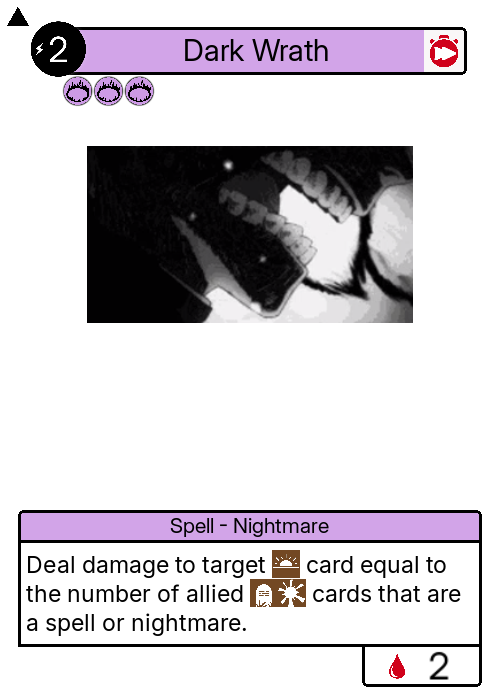 2
Dark Wrath
Spell - Nightmare
Deal damage to target card equal to
the number of allied cards that are
a spell or nightmare.
2